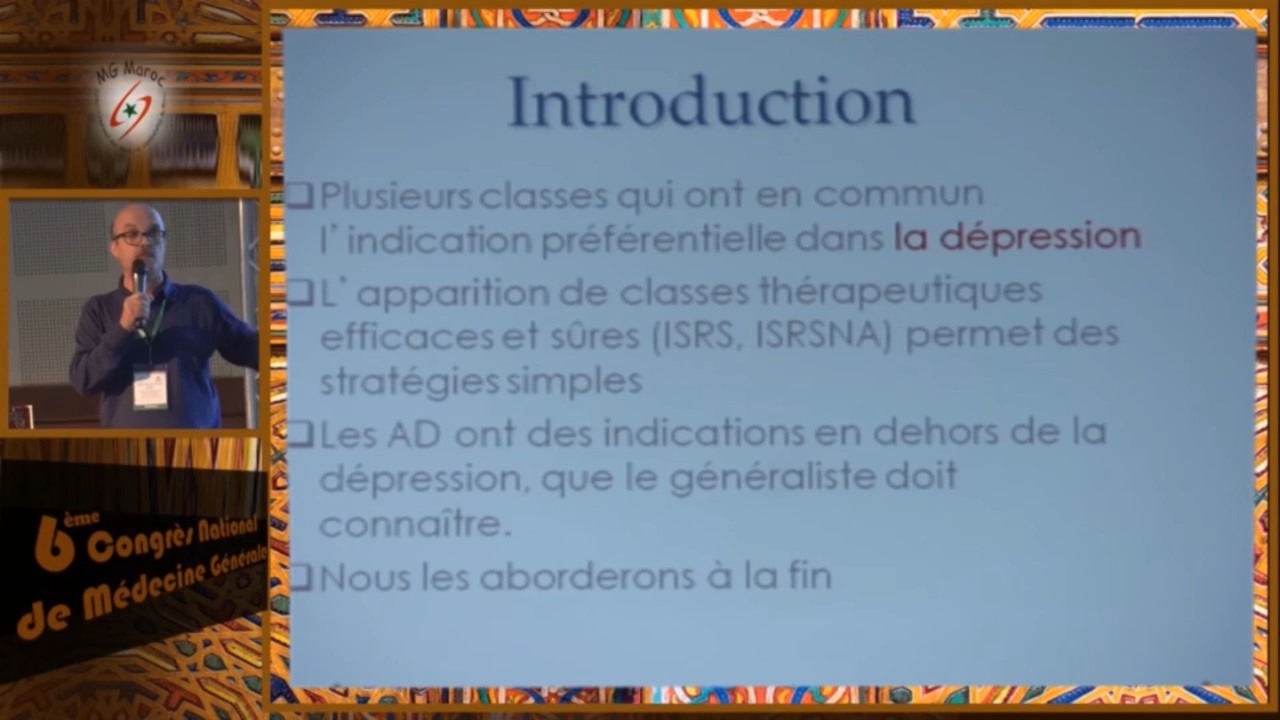 MG Maroc
Introduction
❑Plusieurs classes qui ont en commun
l’indication préférentielle dans la dépression
❑L’apparition de classes thérapeutiques
efficaces et sûres (ISRS, ISRSNA) permet des
stratégies simples
❑Les AD ont des indications en dehors de la
dépression, que le généraliste doit
connaître.
❑Nous les aborderons à la fin
6ème Congrès National
de Médecine Générale